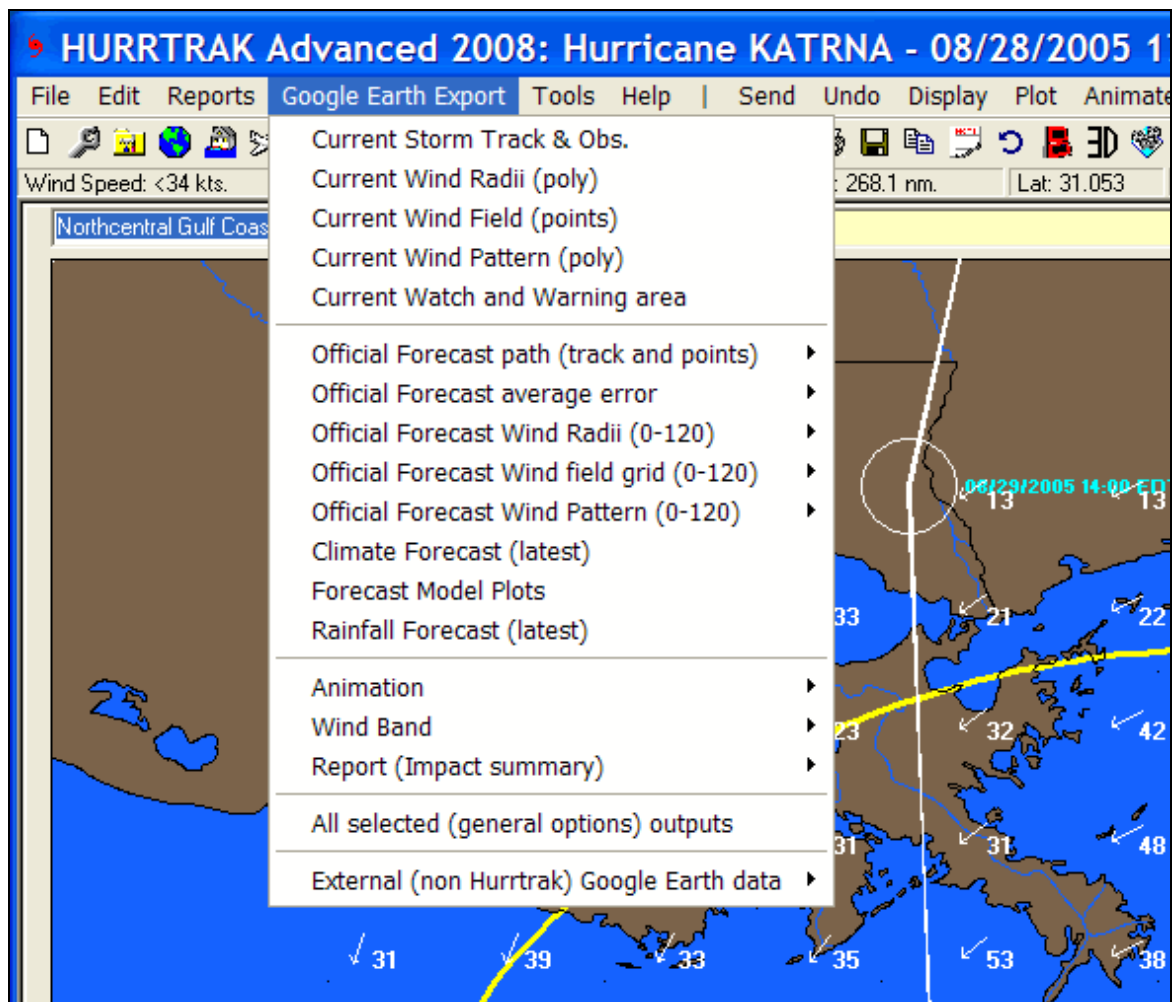 HURRTRAK Advanced 2008: Hurricane KATRNA - 08/28/2005 17
File Edit Reports Google Earth Export Tools Help | Send Undo Display Plot Animate
Wind Speed: <34 kts. : 268.1 nm. Lat: 31.053
Northcentral Gulf Coas
Current Storm Track & Obs.
Current Wind Radii (poly)
Current Wind Field (points)
Current Wind Pattern (poly)
Current Watch and Warning area
Official Forecast path (track and points)
Official Forecast average error
Official Forecast Wind Radii (0-120)
Official Forecast Wind field grid (0-120)
Official Forecast Wind Pattern (0-120)
Climate Forecast (latest)
Forecast Model Plots
Rainfall Forecast (latest)
Animation
Wind Band
Report (Impact summary)
All selected (general options) outputs
External (non Hurrtrak) Google Earth data
3D
08/29/2005 14:00 EDT
13 13
33 21 22
23 32 42
31 31 48
31 39 33 35 53 38